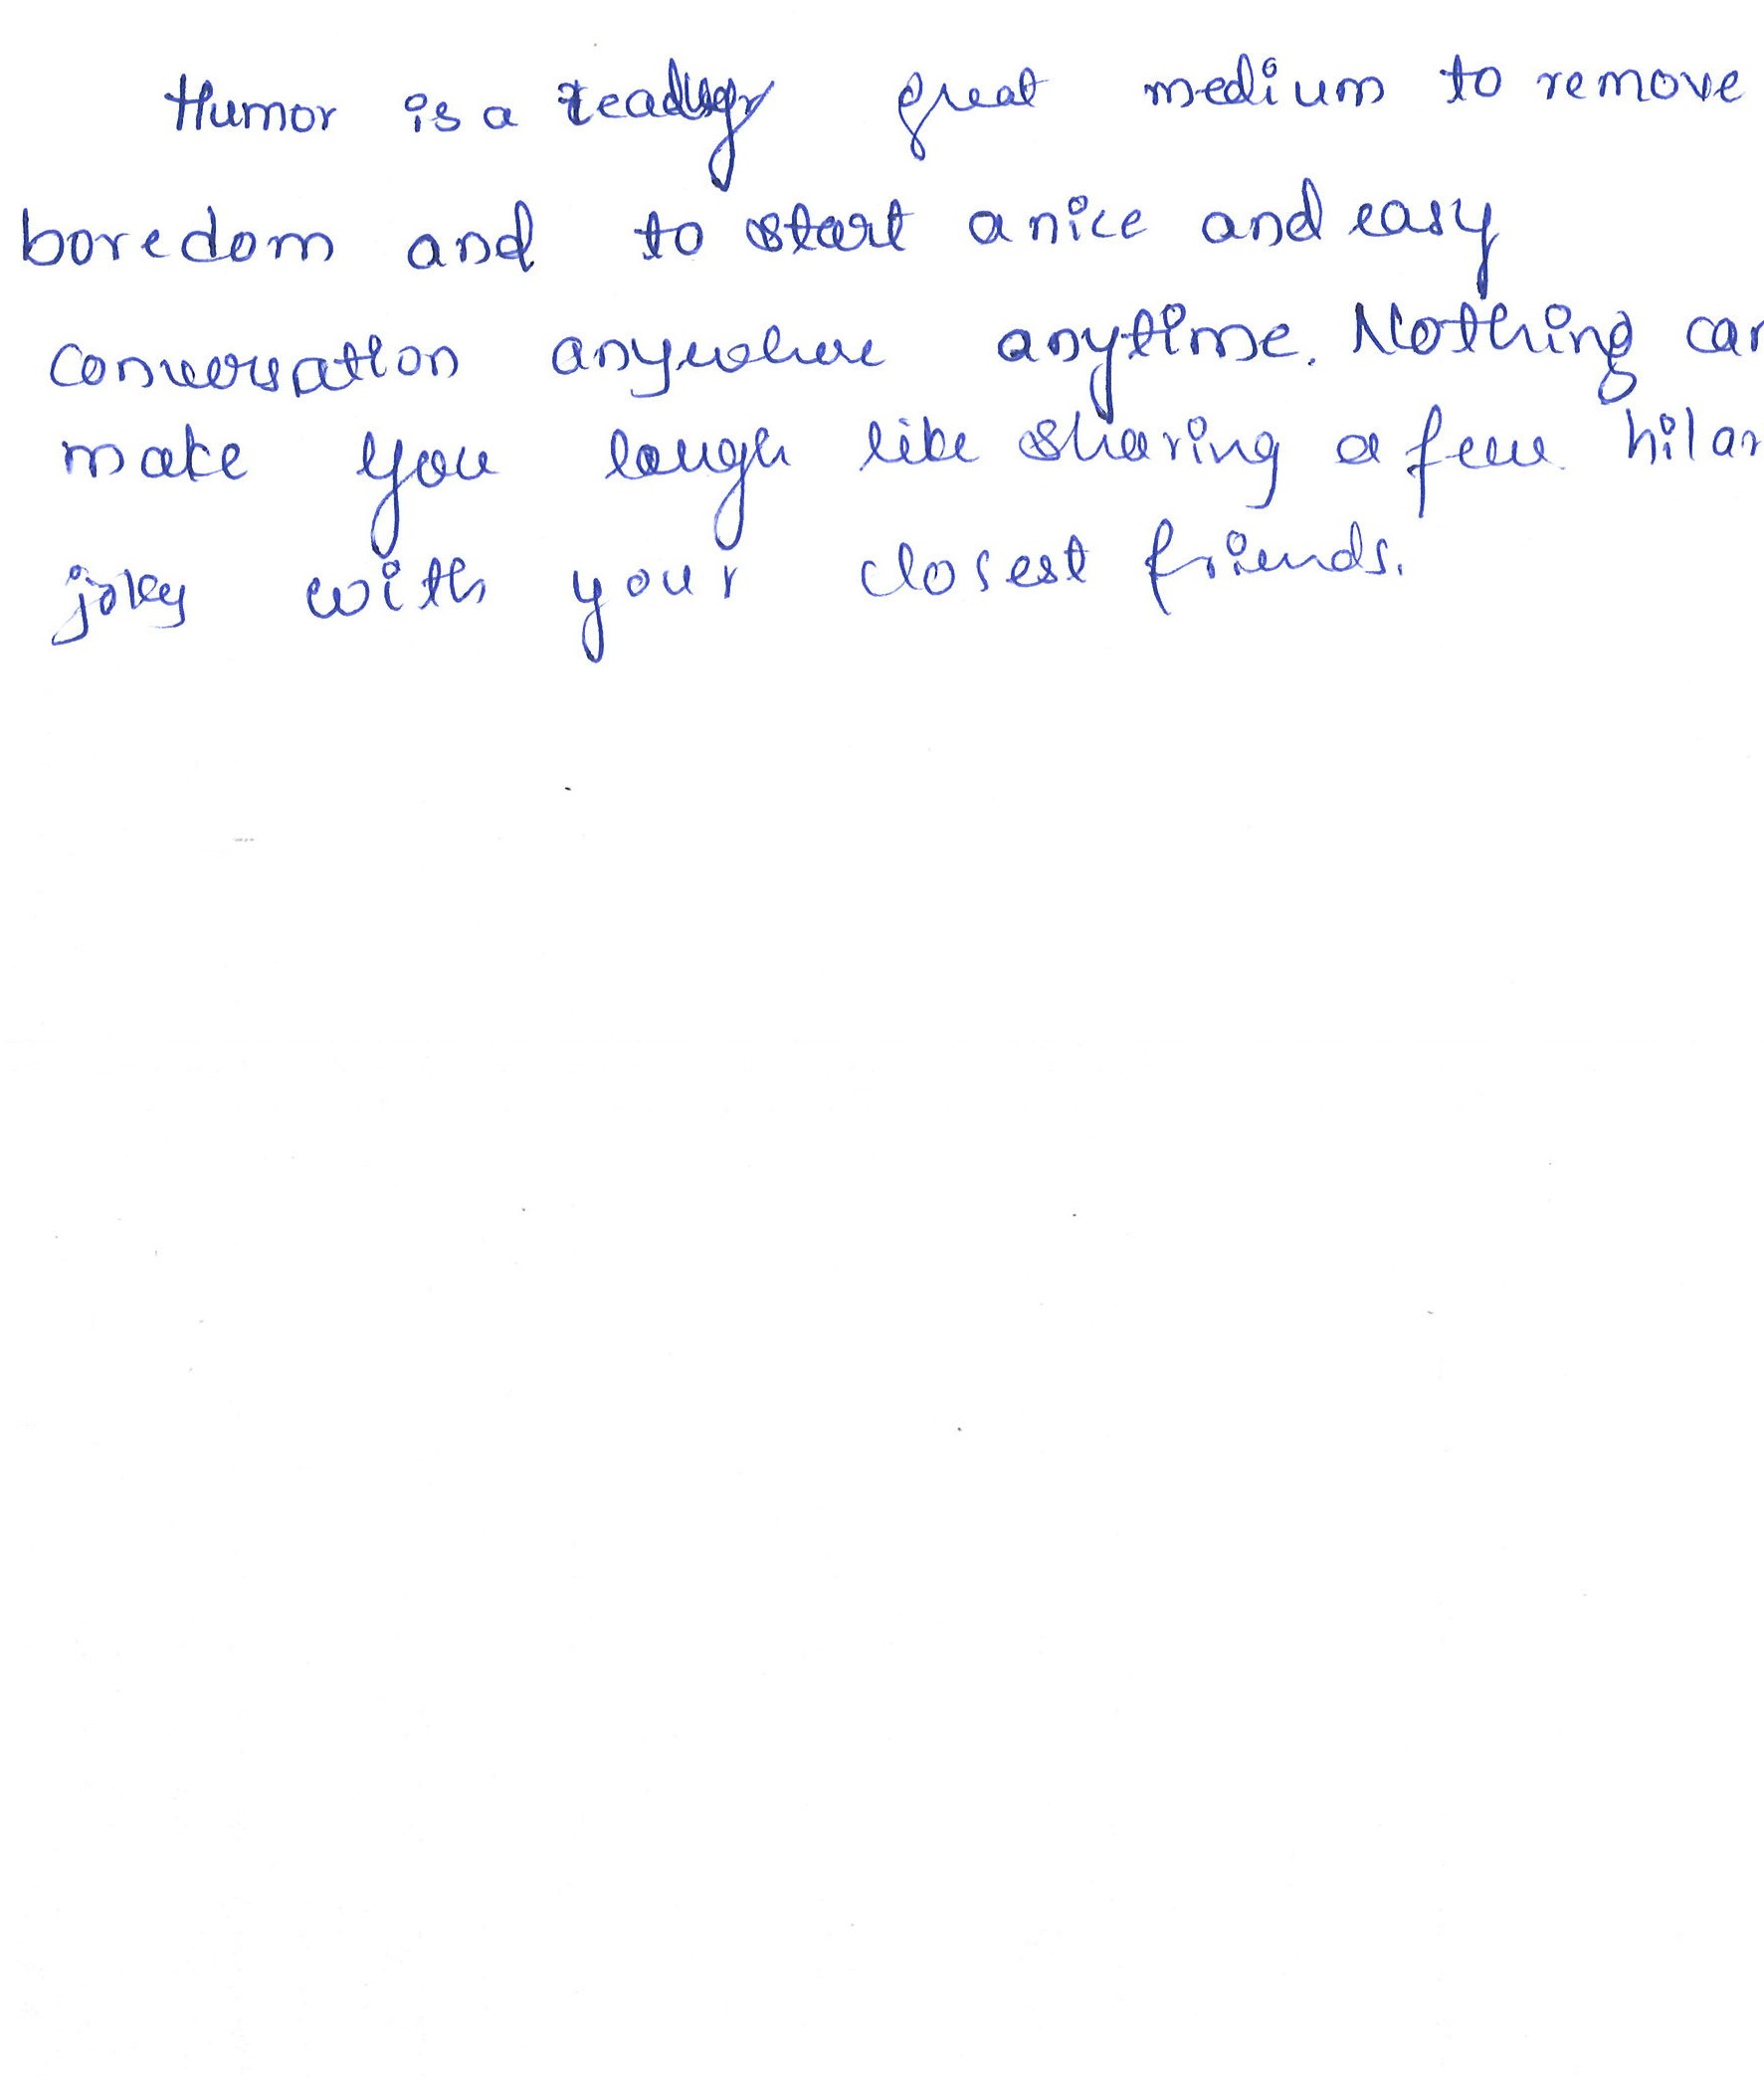 Humor is a really great medium to remove
boredom and to start a nice and easy
conversation anywhere anytime. Nothing can
make you laugh like sharing a few hilar
jokes with your closest friends.